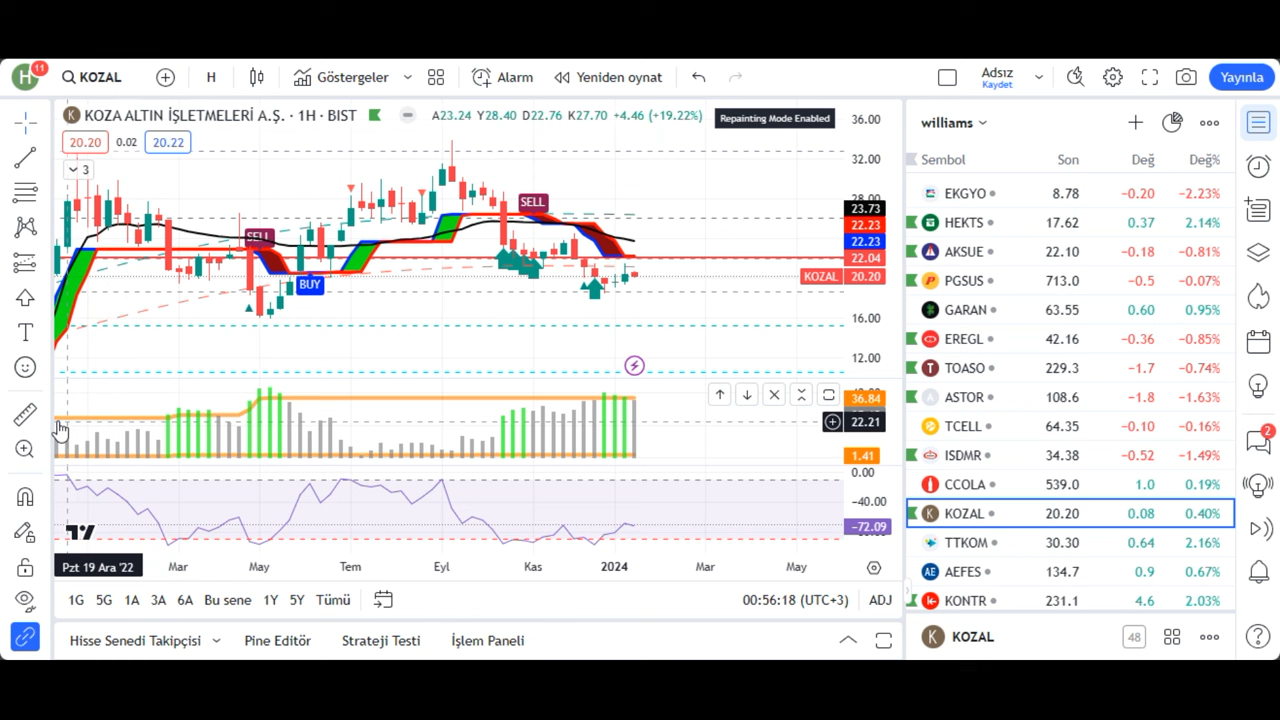 H 11 KOZAL H Göstergeler Alarm Yeniden oynat Adsız Kaydet Yayınla
KOZA ALTIN İŞLETMELERİ A.Ş. · 1H · BIST A23.24 Y28.40 D22.76 K27.70 +4.46 (+19.22%) Repainting Mode Enabled
20.20 0.02 20.22
3
SELL
BUY
SELL
36.00
32.00
28.00
23.73
22.23
22.23
22.04
KOZAL 20.20
16.00
12.00
36.84
22.21
1.41
0.00
−40.00
−72.09
Pzt 19 Ara '22 Mar May Tem Eyl Kas 2024 Mar May
1G 5G 1A 3A 6A Bu sene 1Y 5Y Tümü 00:56:18 (UTC+3) ADJ
Hisse Senedi Takipçisi Pine Editör Strateji Testi İşlem Paneli
williams
Sembol Son Değ Değ%
EKGYO 8.78 −0.20 −2.23%
HEKTS 17.62 0.37 2.14%
AKSUE 22.10 −0.18 −0.81%
PGSUS 713.0 −0.5 −0.07%
GARAN 63.55 0.60 0.95%
EREGL 42.16 −0.36 −0.85%
TOASO 229.3 −1.7 −0.74%
ASTOR 108.6 −1.8 −1.63%
TCELL 64.35 −0.10 −0.16%
ISDMR 34.38 −0.52 −1.49%
CCOLA 539.0 1.0 0.19%
K KOZAL 20.20 0.08 0.40%
TTKOM 30.30 0.64 2.16%
AEFES 134.7 0.9 0.67%
KONTR 231.1 4.6 2.03%
K KOZAL 48
2